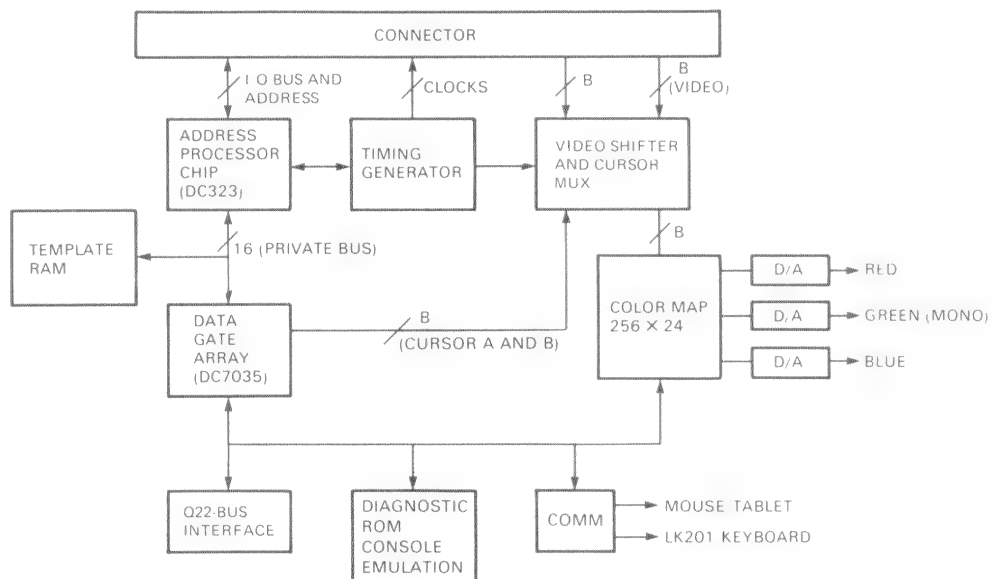 CONNECTOR
I O BUS AND
ADDRESS
CLOCKS
B
B
(VIDEO)
ADDRESS
PROCESSOR
CHIP
(DC323)
TIMING
GENERATOR
VIDEO SHIFTER
AND CURSOR
MUX
TEMPLATE
RAM
16 (PRIVATE BUS)
B
DATA
GATE
ARRAY
(DC7035)
B
(CURSOR A AND B)
COLOR MAP
256 × 24
D/A
RED
D/A
GREEN (MONO)
D/A
BLUE
Q22-BUS
INTERFACE
DIAGNOSTIC
ROM
CONSOLE
EMULATION
COMM
MOUSE TABLET
LK201 KEYBOARD